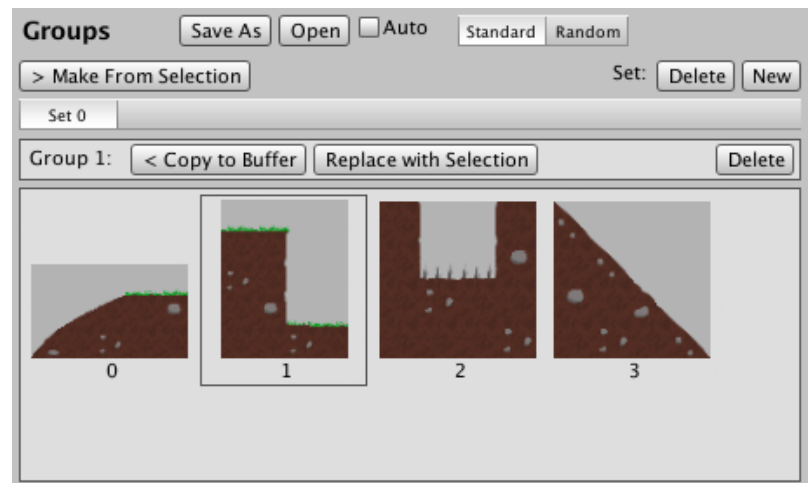 Groups Save As Open Auto Standard Random
> Make From Selection Set: Delete New
Set 0
Group 1: < Copy to Buffer Replace with Selection Delete
0 1 2 3